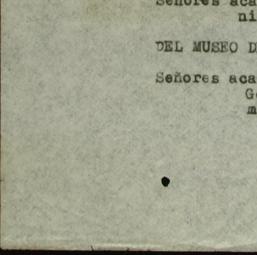 Señores aca
ni
DEL MUSEO D
Señores aca
G
m